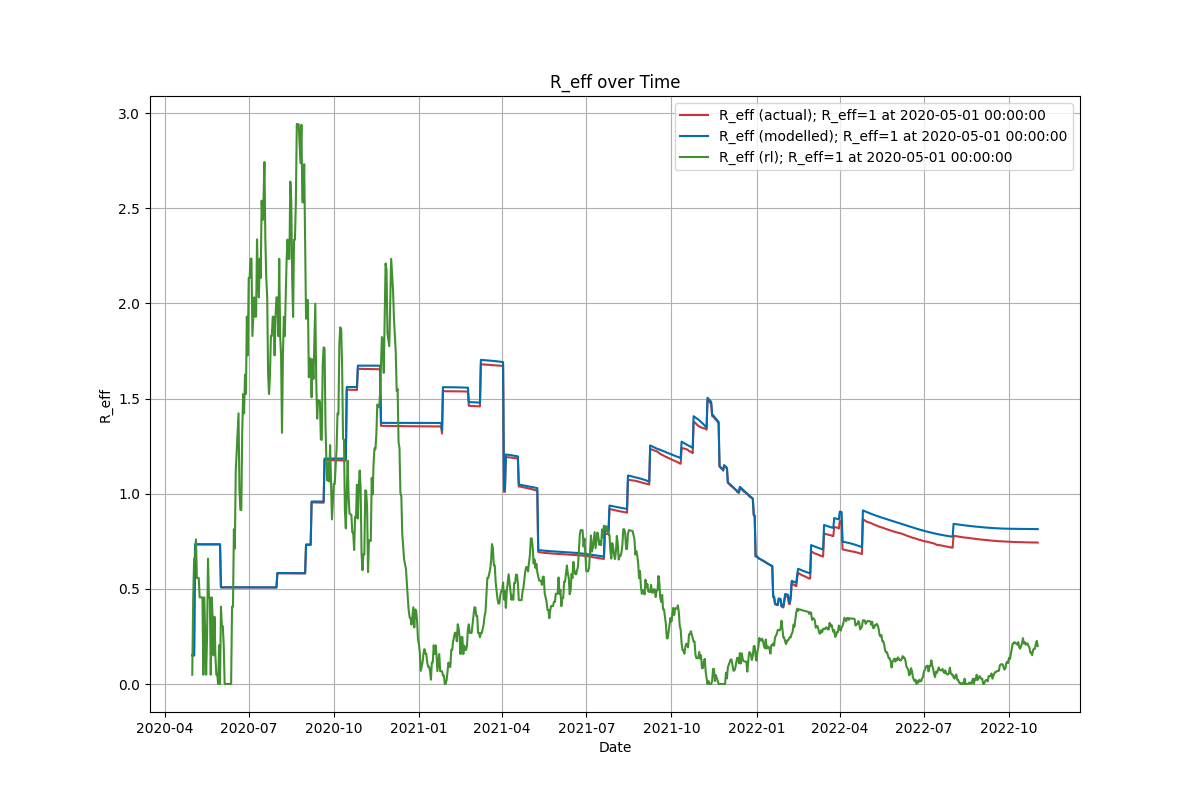 R_eff over Time
R_eff (actual); R_eff=1 at 2020-05-01 00:00:00
R_eff (modelled); R_eff=1 at 2020-05-01 00:00:00
R_eff (rl); R_eff=1 at 2020-05-01 00:00:00
3.0
2.5
2.0
1.5
1.0
0.5
0.0
R_eff
2020-04 2020-07 2020-10 2021-01 2021-04 2021-07 2021-10 2022-01 2022-04 2022-07 2022-10
Date